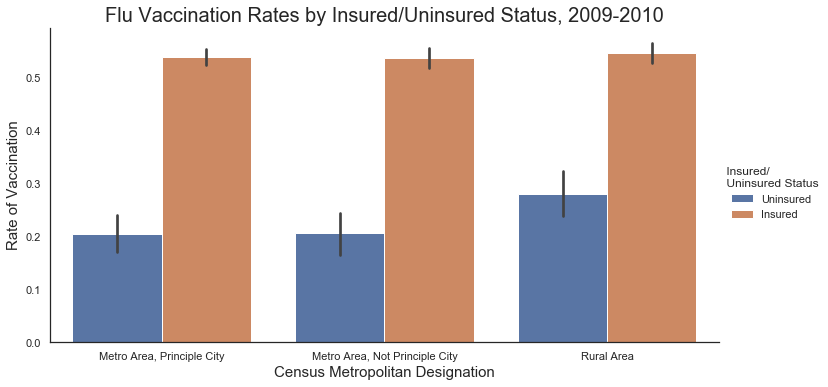 Flu Vaccination Rates by Insured/Uninsured Status, 2009-2010
Rate of Vaccination
0.5
0.4
0.3
0.2
0.1
0.0
Metro Area, Principle City
Metro Area, Not Principle City
Rural Area
Census Metropolitan Designation
Insured/
Uninsured Status
Uninsured
Insured